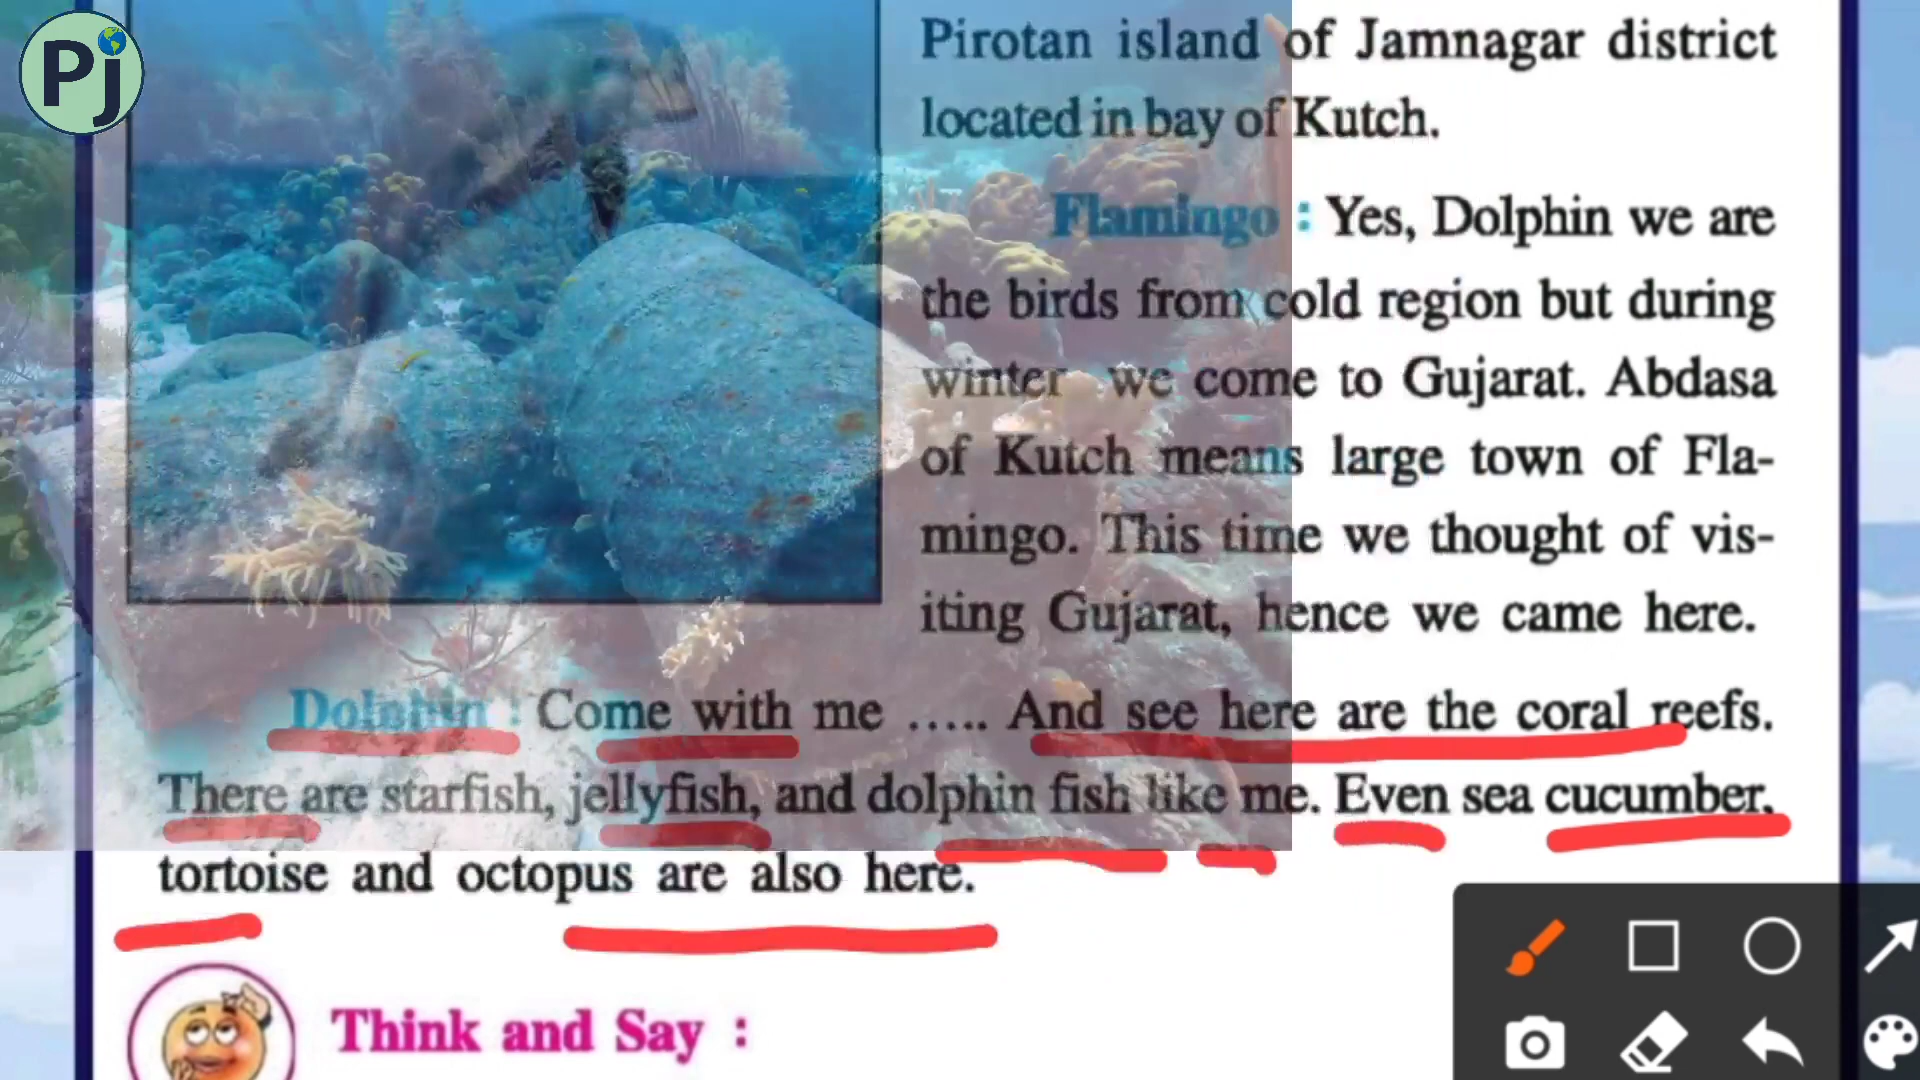 Pj
Pirotan island of Jamnagar district
located in bay of Kutch.
Flamingo : Yes, Dolphin we are
the birds from cold region but during
winter we come to Gujarat. Abdasa
of Kutch means large town of Fla-
mingo. This time we thought of vis-
iting Gujarat, hence we came here.
Dolphin : Come with me ..... And see here are the coral reefs.
There are starfish, jellyfish, and dolphin fish like me. Even sea cucumber,
tortoise and octopus are also here.
Think and Say :